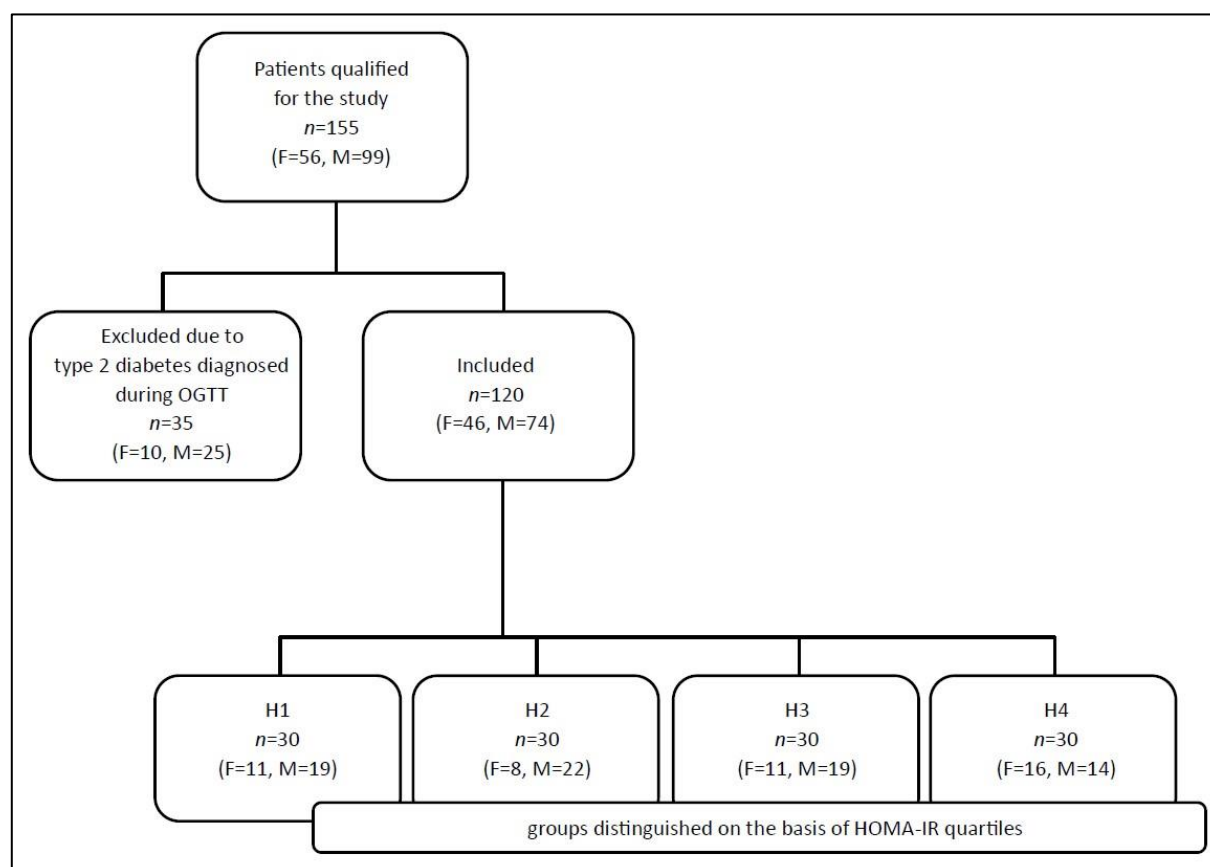 Patients qualified
for the study
n=155
(F=56, M=99)
Excluded due to
type 2 diabetes diagnosed
during OGTT
n=35
(F=10, M=25)
Included
n=120
(F=46, M=74)
H1
n=30
(F=11, M=19)
H2
n=30
(F=8, M=22)
H3
n=30
(F=11, M=19)
H4
n=30
(F=16, M=14)
groups distinguished on the basis of HOMA-IR quartiles